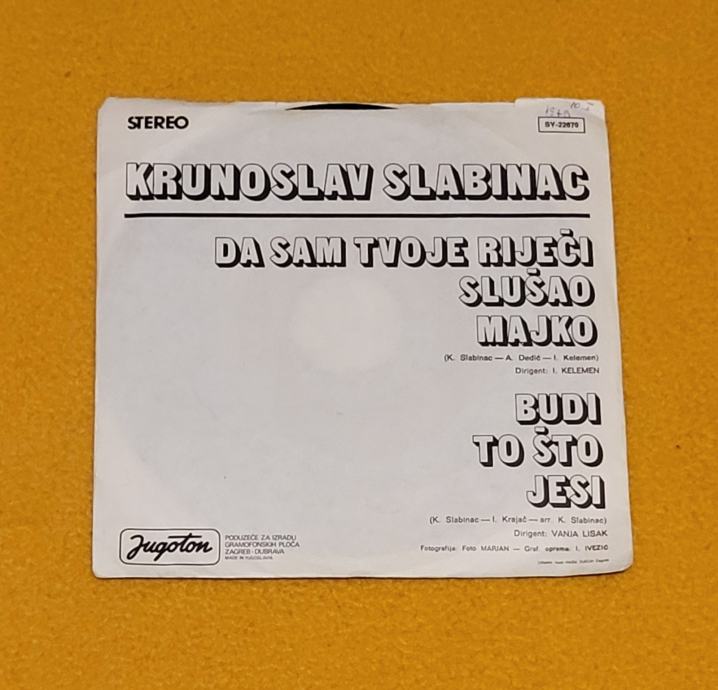 STEREO
SY-22670
KRUNOSLAV SLABINAC
DA SAM TVOJE RIJEČI
SLUŠAO
MAJKO
(K. Slabinac — A. Dedić — I. Kelemen)
Dirigent: I. KELEMEN
BUDI
TO ŠTO
JESI
(K. Slabinac — I. Krajač — arr. K. Slabinac)
Dirigent: VANJA LISAK
Fotografija: Foto MARJAN — Graf. oprema: I. IVEZIĆ
Jugoton
PODUZEĆE ZA IZRADU
GRAMOFONSKIH PLOČA
ZAGREB - DUBRAVA
MADE IN YUGOSLAVIA